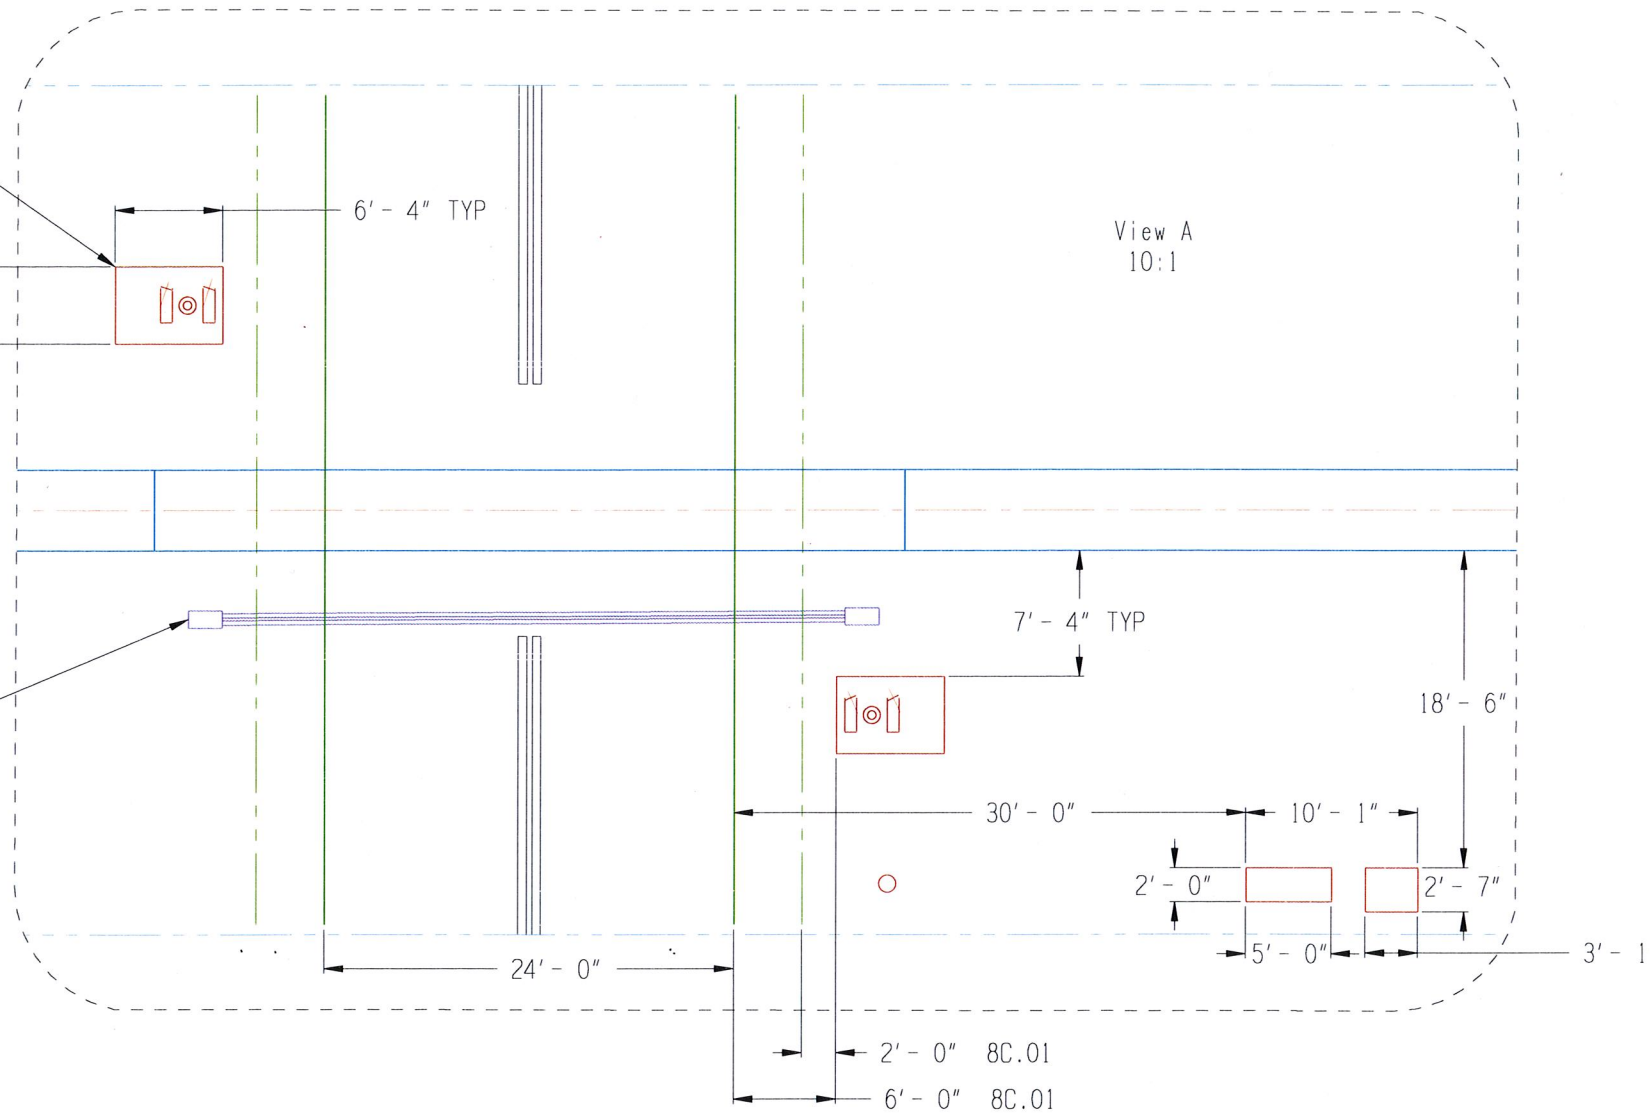 6'- 4" TYP
View A
10:1
7'- 4" TYP
18'- 6"
30'- 0"
10'- 1"
2'- 0"
2'- 7"
5'- 0"
3'- 1
24'- 0"
2'- 0" 8C.01
6'- 0" 8C.01